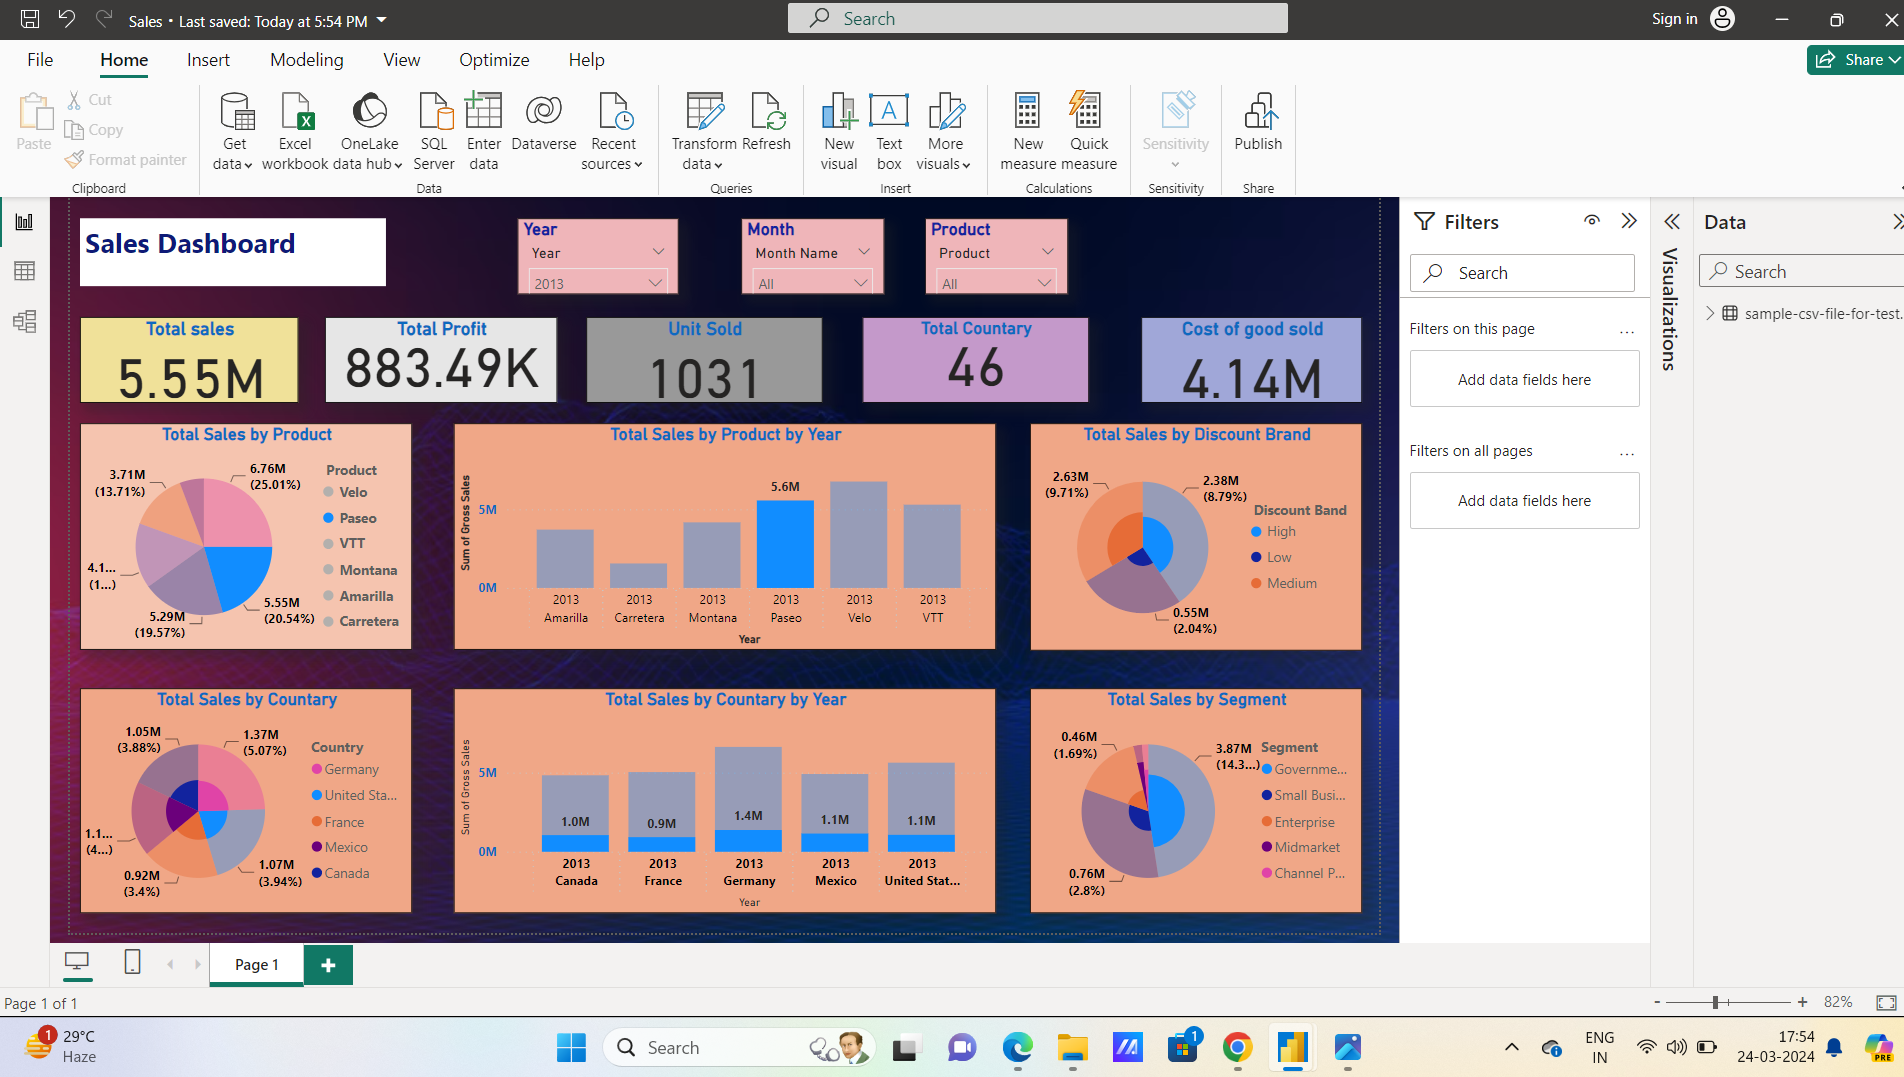 Sales • Last saved: Today at 5:54 PM
Search
Sign in
File Home Insert Modeling View Optimize Help
Share
Paste
Cut
Copy
Format painter
Clipboard
Get data
Excel workbook
OneLake data hub
SQL Server
Enter data
Dataverse
Recent sources
Data
Transform data
Refresh
Queries
New visual
Text box
More visuals
Insert
New measure
Quick measure
Calculations
Sensitivity
Sensitivity
Publish
Share
Sales Dashboard
Year
Year
2013
Month
Month Name
All
Product
Product
All
Total sales
5.55M
Total Profit
883.49K
Unit Sold
1031
Total Countary
46
Cost of good sold
4.14M
Total Sales by Product
3.71M
(13.71%)
6.76M
(25.01%)
4.1...
(1...)
5.29M
(19.57%)
5.55M
(20.54%)
Product
Velo
Paseo
VTT
Montana
Amarilla
Carretera
Total Sales by Product by Year
Sum of Gross Sales
5M
0M
5.6M
2013 2013 2013 2013 2013 2013
Amarilla Carretera Montana Paseo Velo VTT
Year
Total Sales by Discount Brand
2.63M
(9.71%)
2.38M
(8.79%)
0.55M
(2.04%)
Discount Band
High
Low
Medium
Total Sales by Countary
1.05M
(3.88%)
1.37M
(5.07%)
1.1...
(4...)
0.92M
(3.4%)
1.07M
(3.94%)
Country
Germany
United Sta...
France
Mexico
Canada
Total Sales by Countary by Year
Sum of Gross Sales
5M
0M
1.0M 0.9M 1.4M 1.1M 1.1M
2013 2013 2013 2013 2013
Canada France Germany Mexico United Stat...
Year
Total Sales by Segment
0.46M
(1.69%)
3.87M
(14.3...)
0.76M
(2.8%)
Segment
Governme...
Small Busi...
Enterprise
Midmarket
Channel P...
Filters
Search
Filters on this page ...
Add data fields here
Filters on all pages ...
Add data fields here
Visualizations
Data
Search
sample-csv-file-for-test.
Page 1
Page 1 of 1
- + 82%
1
29°C
Haze
Search
1
ENG
IN
17:54
24-03-2024
PRE